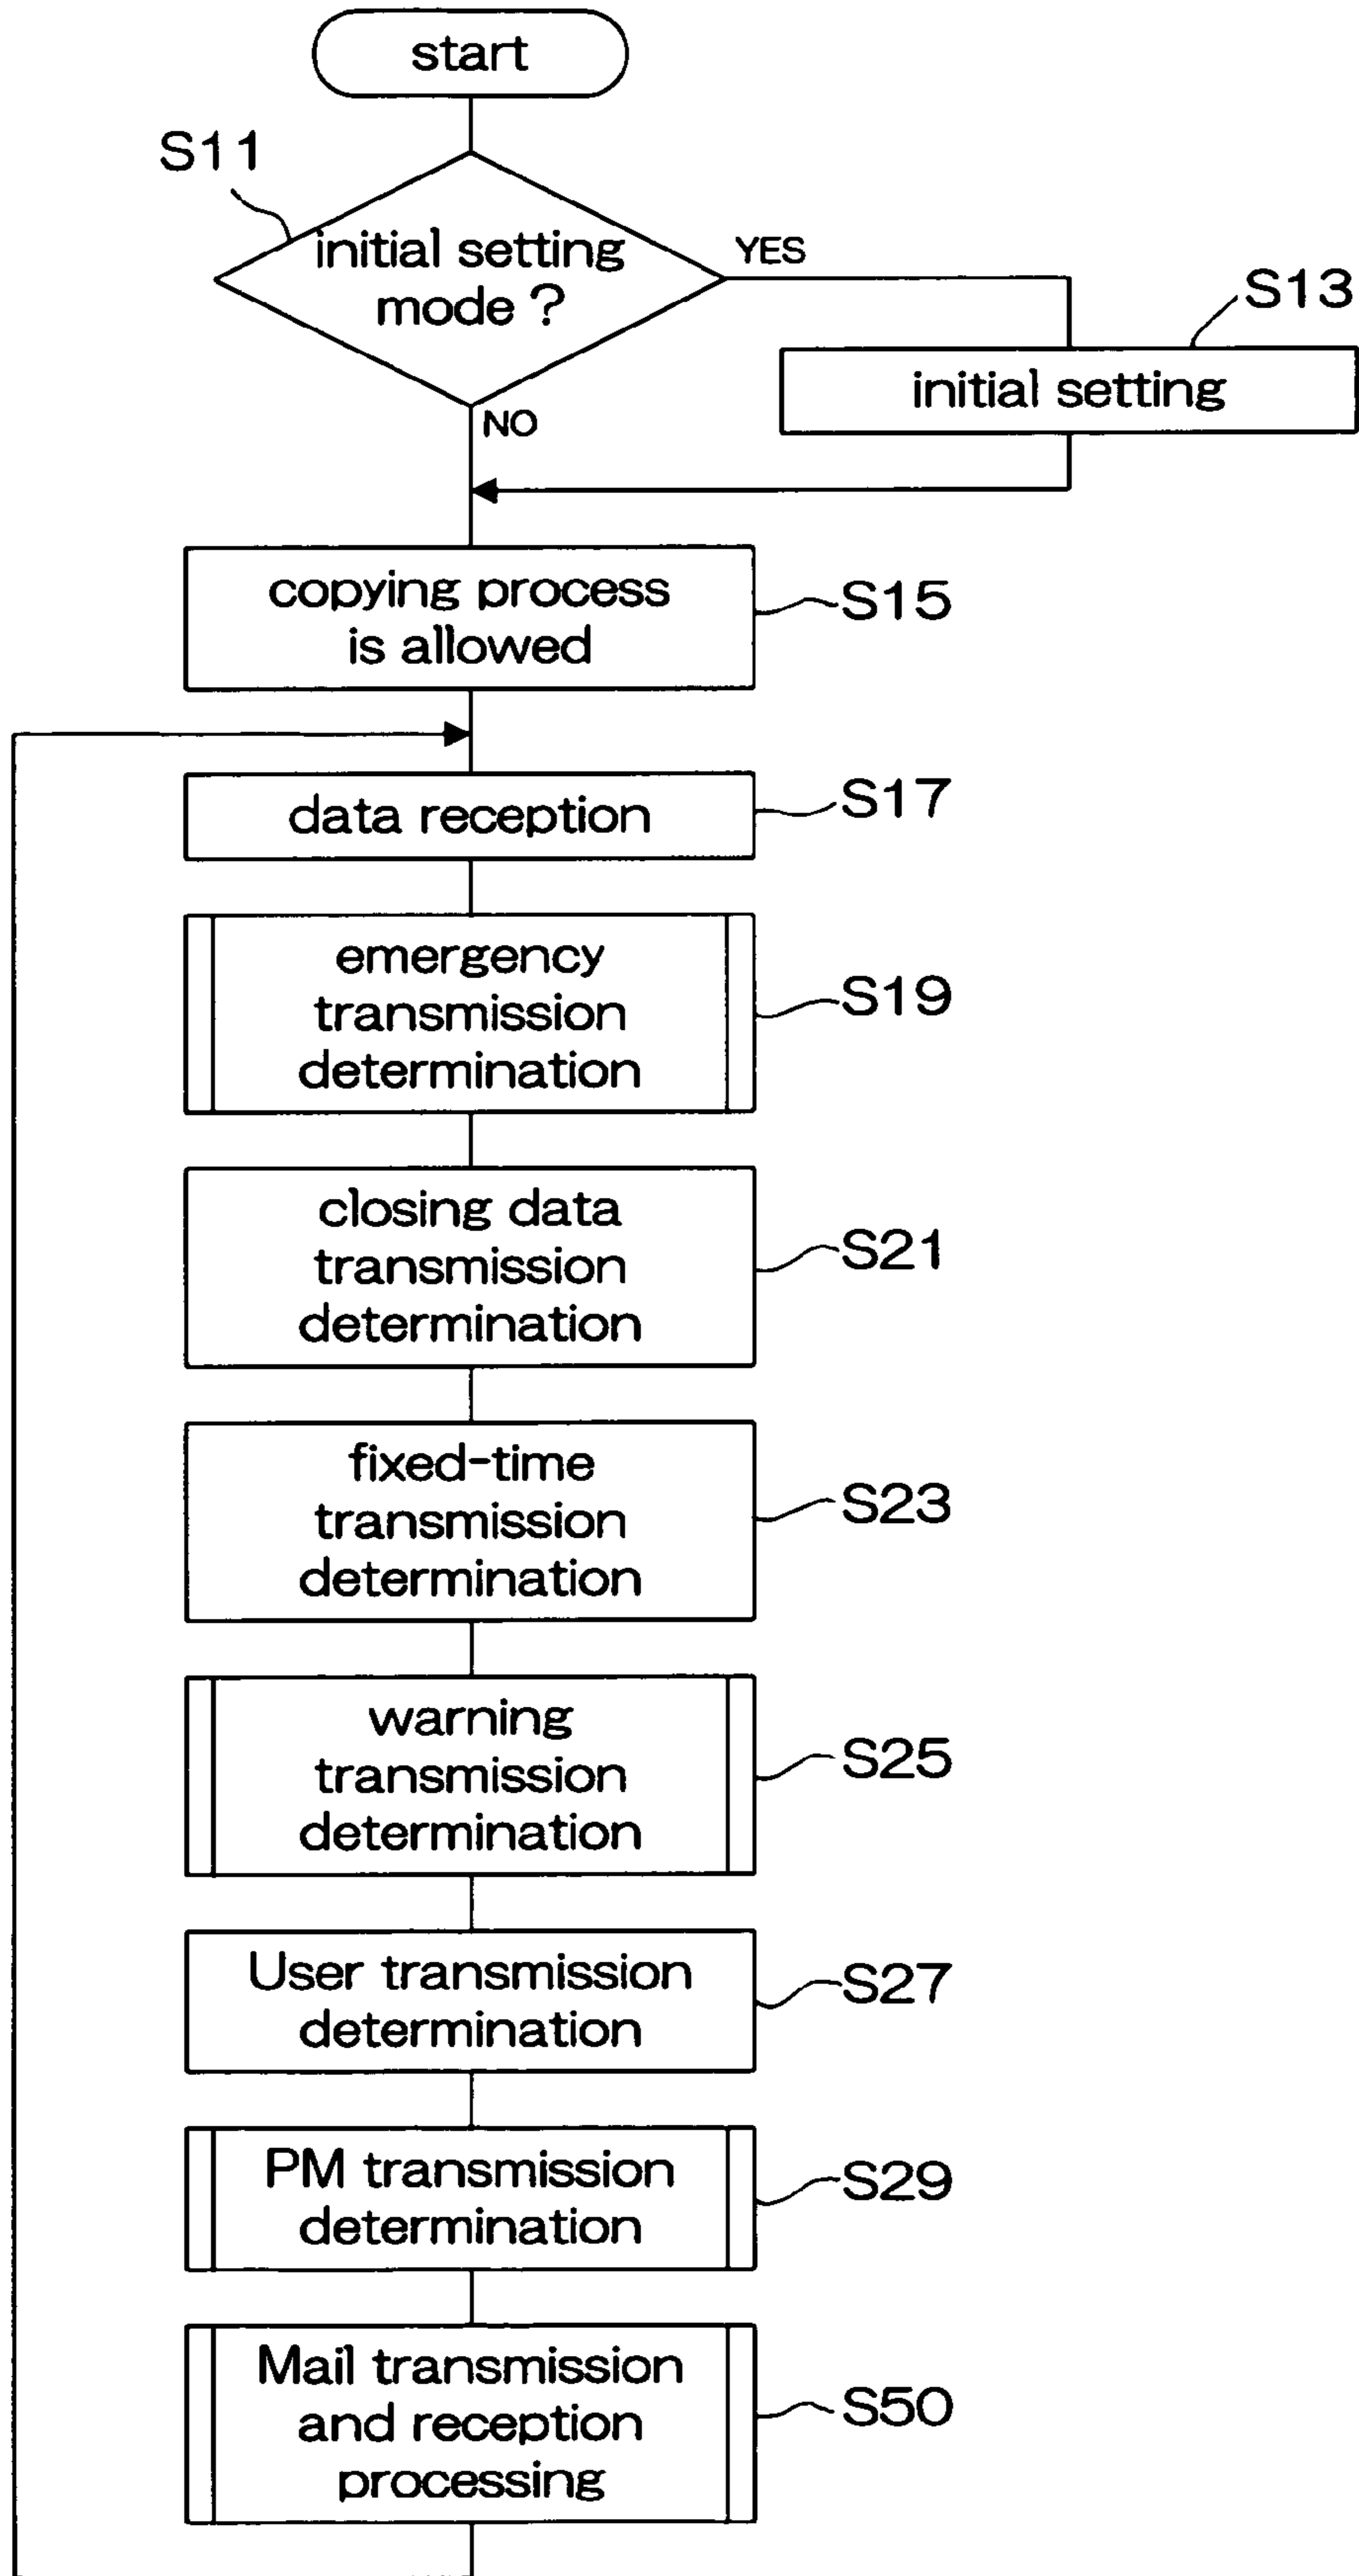 start
S11
initial setting
mode ?
YES
S13
initial setting
NO
copying process
is allowed
S15
data reception
S17
emergency
transmission
determination
S19
closing data
transmission
determination
S21
fixed-time
transmission
determination
S23
warning
transmission
determination
S25
User transmission
determination
S27
PM transmission
determination
S29
Mail transmission
and reception
processing
S50